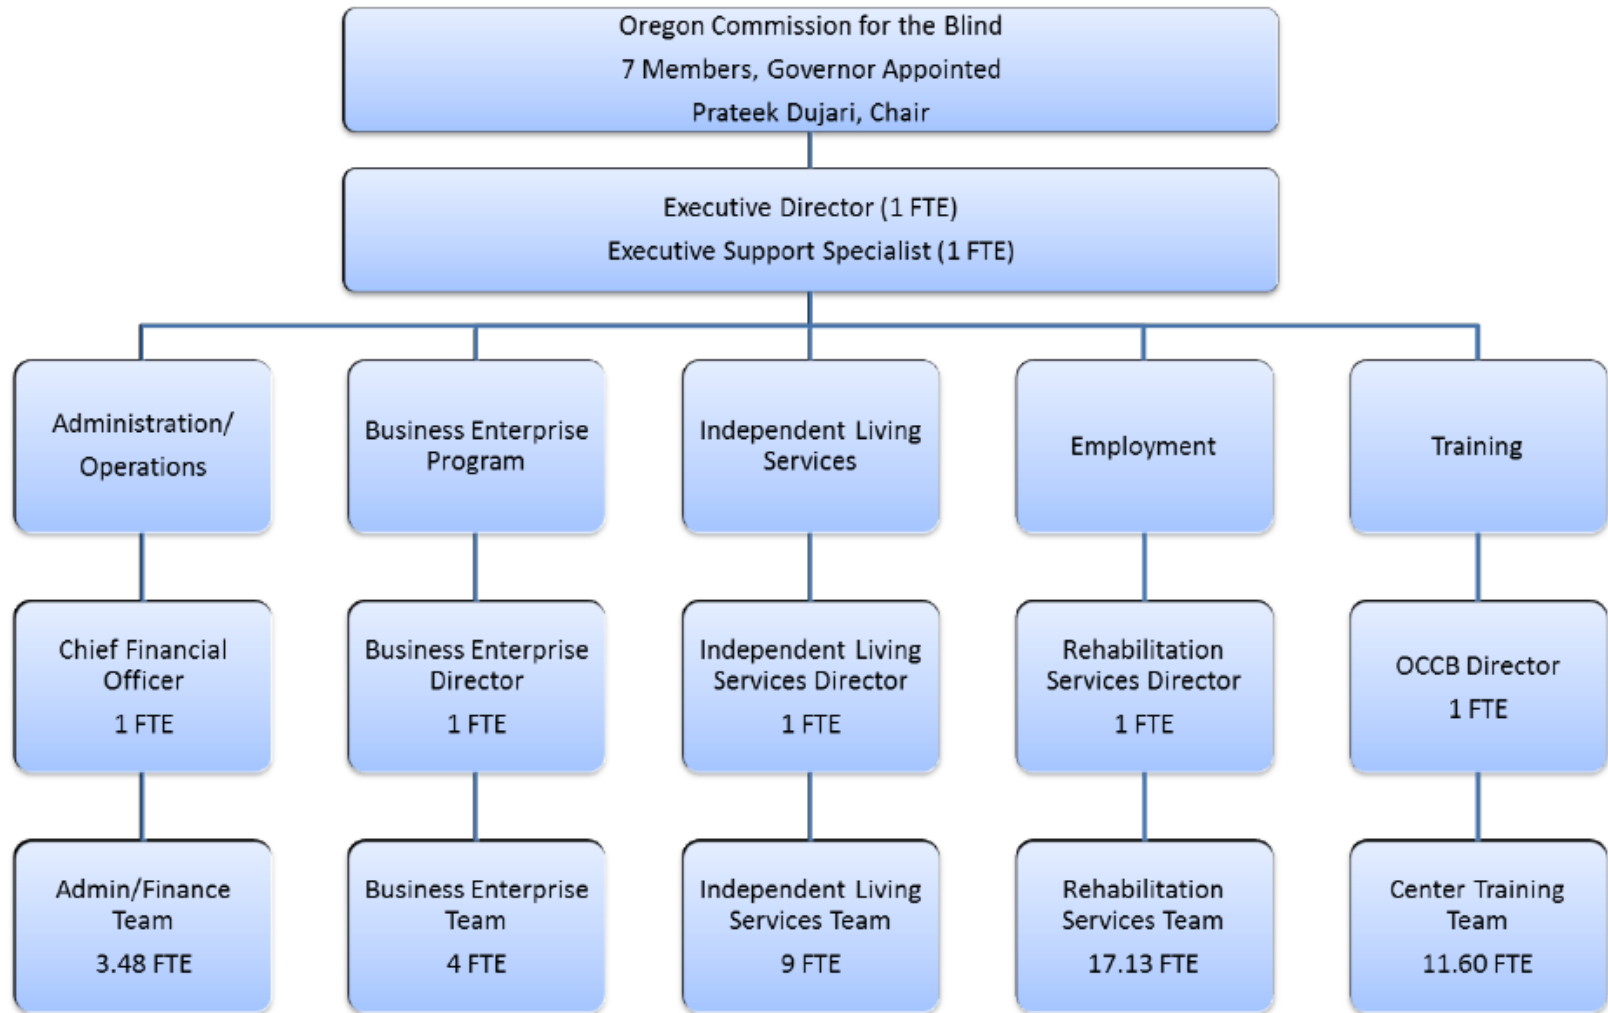 Oregon Commission for the Blind
7 Members, Governor Appointed
Prateek Dujari, Chair
Executive Director (1 FTE)
Executive Support Specialist (1 FTE)
Administration/
Operations
Business Enterprise
Program
Independent Living
Services
Employment
Training
Chief Financial
Officer
1 FTE
Business Enterprise
Director
1 FTE
Independent Living
Services Director
1 FTE
Rehabilitation
Services Director
1 FTE
OCCB Director
1 FTE
Admin/Finance
Team
3.48 FTE
Business Enterprise
Team
4 FTE
Independent Living
Services Team
9 FTE
Rehabilitation
Services Team
17.13 FTE
Center Training
Team
11.60 FTE